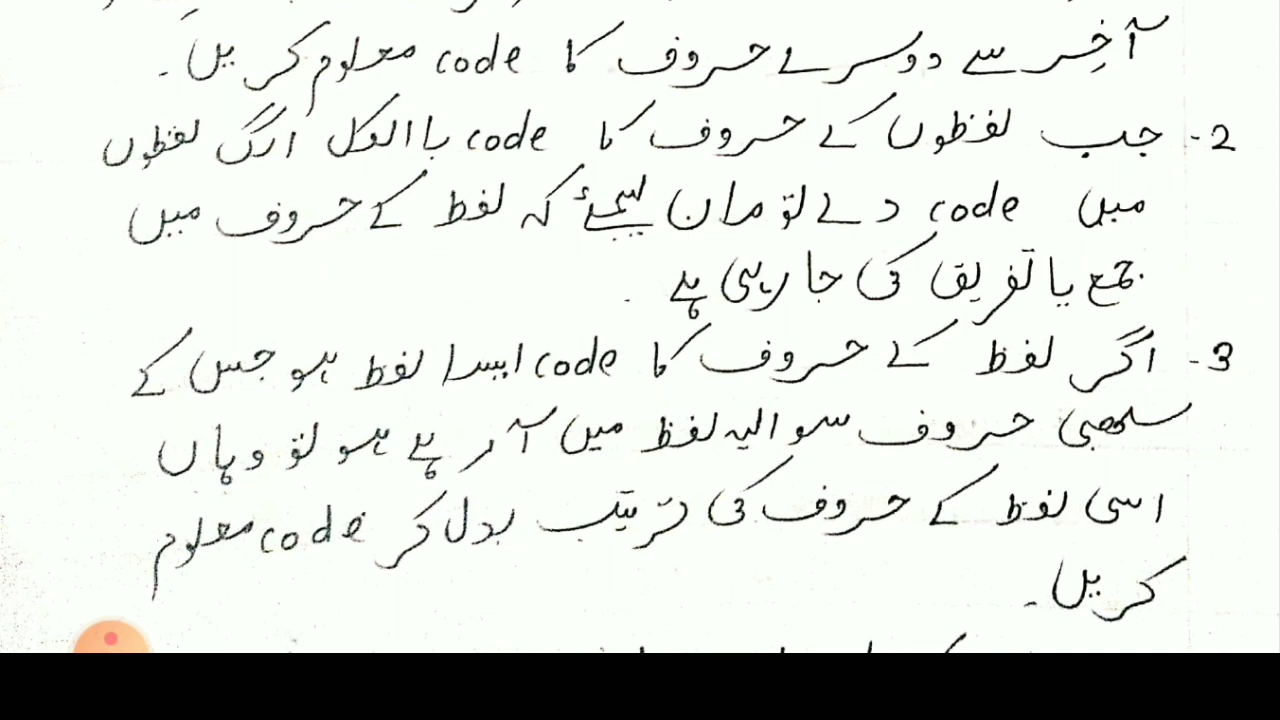 آخِر سے دوسرے حروف کا code معلوم کریں۔
2- جب لفظوں کے حروف کا code باالکل الگ لفظوں
میں code دے تو مان لیجئے کہ لفظ کے حروف میں
جمع یا تفریق کی جا رہی ہے۔
3- اگر لفظ کے حروف کا code ایسا لفظ ہو جس کے
سبھی حروف سوالیہ لفظ میں آ رہے ہو تو وہاں
اسی لفظ کے حروف کی ترتیب بدل کر code معلوم
کریں۔